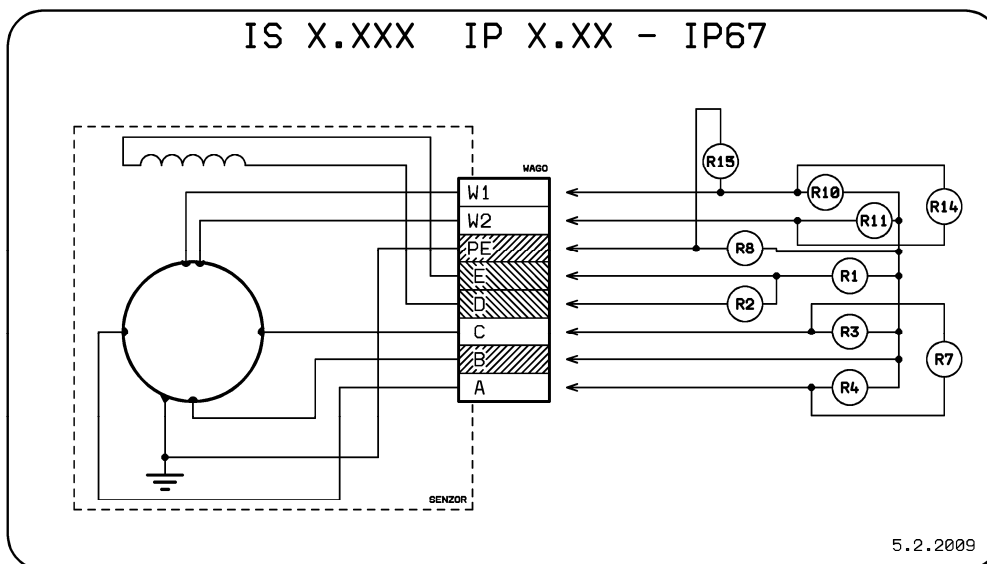 IS X.XXX IP X.XX - IP67
WAGO
R15
W1
R10
R14
W2
R11
PE
R8
E
R1
D
R2
C
R3
B
R7
A
R4
SENZOR
5.2.2009